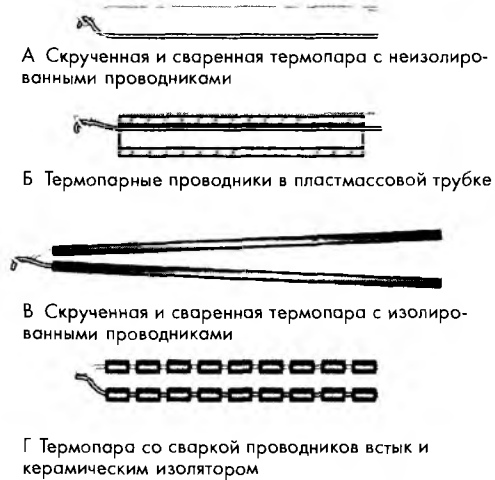 А Скрученная и сваренная термопара с неизолиро-
ванными проводниками
Б Термопарные проводники в пластмассовой трубке
В Скрученная и сваренная термопара с изолиро-
ванными проводниками
Г Термопара со сваркой проводников встык и
керамическим изолятором